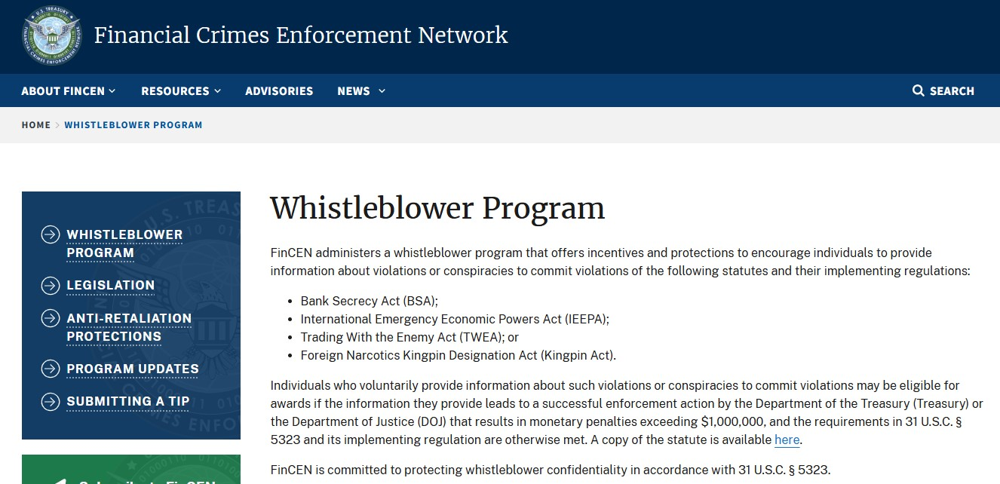 Financial Crimes Enforcement Network
ABOUT FINCEN
RESOURCES
ADVISORIES
NEWS
SEARCH
HOME
WHISTLEBLOWER PROGRAM
WHISTLEBLOWER
PROGRAM
LEGISLATION
ANTI-RETALIATION
PROTECTIONS
PROGRAM UPDATES
SUBMITTING A TIP
Whistleblower Program
FinCEN administers a whistleblower program that offers incentives and protections to encourage individuals to provide
information about violations or conspiracies to commit violations of the following statutes and their implementing regulations:
• Bank Secrecy Act (BSA);
• International Emergency Economic Powers Act (IEEPA);
• Trading With the Enemy Act (TWEA); or
• Foreign Narcotics Kingpin Designation Act (Kingpin Act).
Individuals who voluntarily provide information about such violations or conspiracies to commit violations may be eligible for
awards if the information they provide leads to a successful enforcement action by the Department of the Treasury (Treasury) or
the Department of Justice (DOJ) that results in monetary penalties exceeding $1,000,000, and the requirements in 31 U.S.C. §
5323 and its implementing regulation are otherwise met. A copy of the statute is available here.
FinCEN is committed to protecting whistleblower confidentiality in accordance with 31 U.S.C. § 5323.